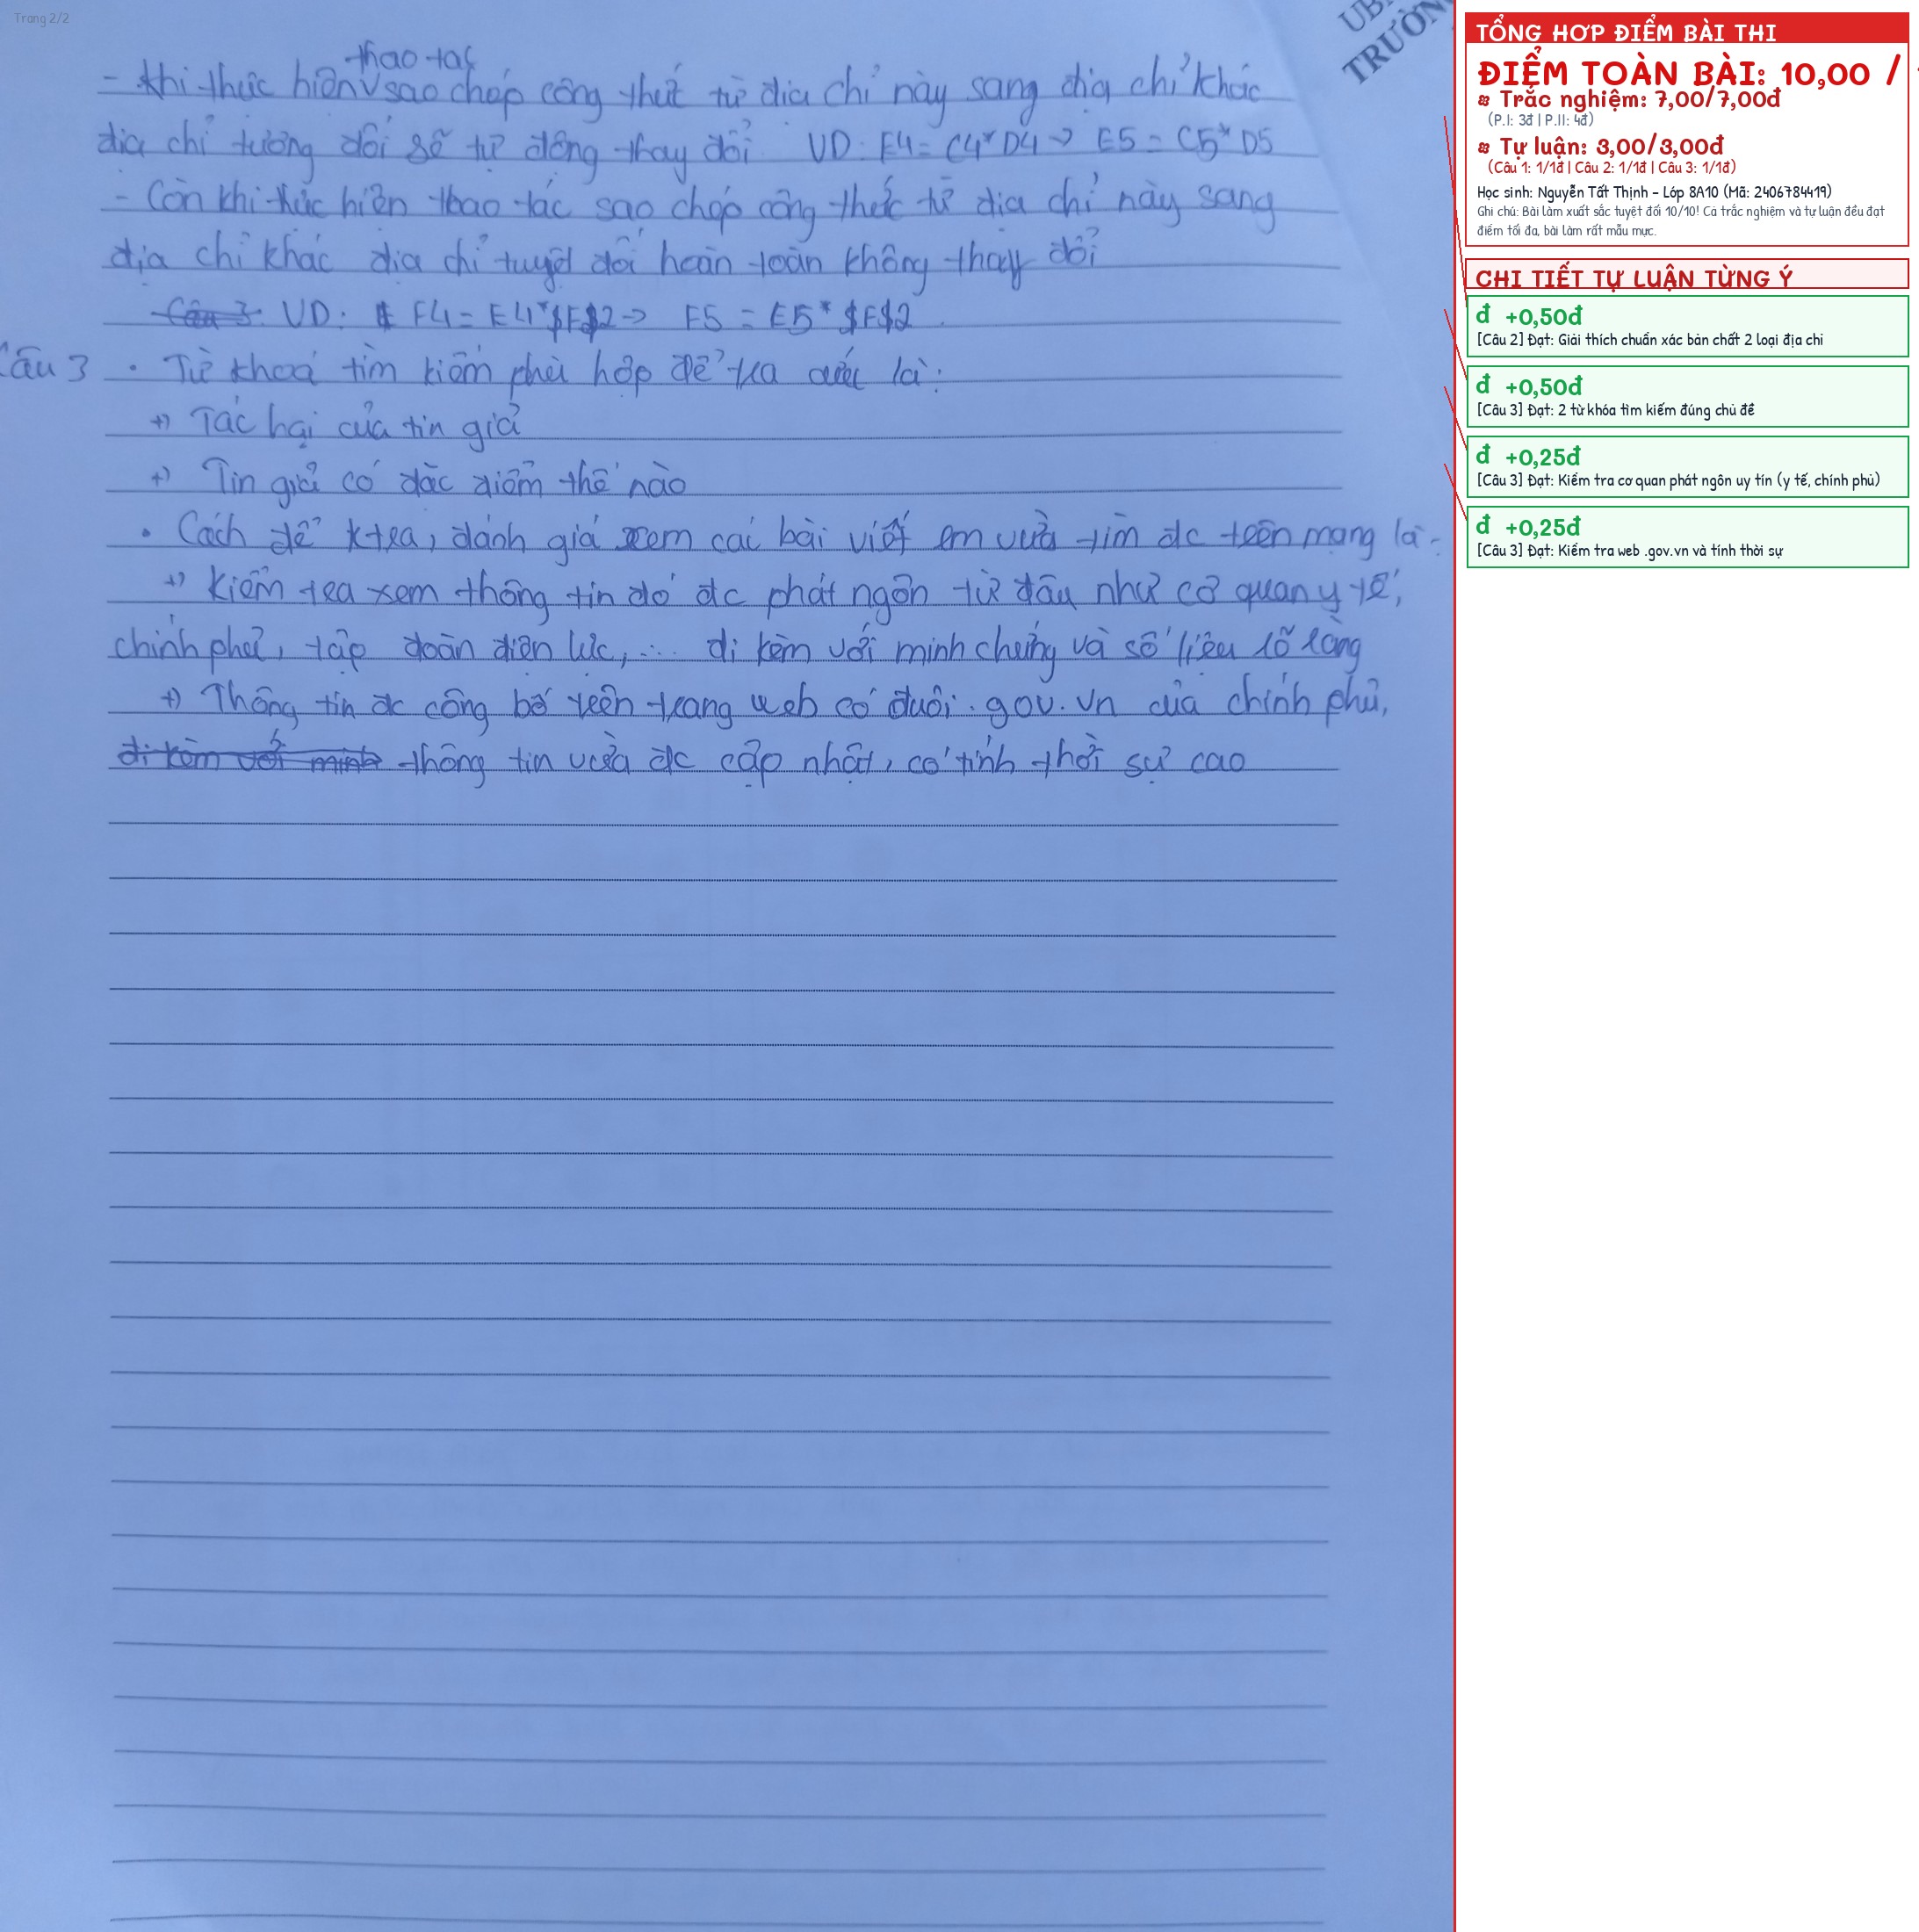 Trang 2/2
UB
TRƯỜN
thao tác
- Khi thực hiện v sao chép công thức từ địa chỉ này sang địa chỉ khác
địa chỉ tương đối sẽ tự động thay đổi VD: E4 = C4*D4 → E5 = C5*D5
- Còn khi thực hiện thao tác sao chép công thức từ địa chỉ này sang
địa chỉ khác địa chỉ tuyệt đối hoàn toàn không thay đổi
Câu 3: VD: F4 = E4*$F$2 → F5 = E5*$F$2
Câu 3 • Từ khoá tìm kiếm phù hợp để tra cứu là:
+) Tác hại của tin giả
+) Tin giả có đặc điểm thế nào
• Cách để ktra, đánh giá xem cái bài viết em vừa tìm đc trên mạng là:
+) Kiểm tra xem thông tin đó đc phát ngôn từ đâu như cơ quan y tế,
chính phủ, tập đoàn điện lực,... đi kèm với minh chứng và số liệu rõ ràng
+) Thông tin đc công bố trên trang web có đuôi .gov.vn của chính phủ,
đi kèm với minh thông tin vừa đc cập nhật, có tính thời sự cao
TỔNG HỢP ĐIỂM BÀI THI
ĐIỂM TOÀN BÀI: 10,00 /
Trắc nghiệm: 7,00/7,00đ
(P.I: 3đ | P.II: 4đ)
Tự luận: 3,00/3,00đ
(Câu 1: 1/1đ | Câu 2: 1/1đ | Câu 3: 1/1đ)
Học sinh: Nguyễn Tất Thịnh - Lớp 8A10 (Mã: 2406784419)
Ghi chú: Bài làm xuất sắc tuyệt đối 10/10! Cả trắc nghiệm và tự luận đều đạt
điểm tối đa, bài làm rất mẫu mực.
CHI TIẾT TỰ LUẬN TỪNG Ý
đ +0,50đ
[Câu 2] Đạt: Giải thích chuẩn xác bản chất 2 loại địa chỉ
đ +0,50đ
[Câu 3] Đạt: 2 từ khóa tìm kiếm đúng chủ đề
đ +0,25đ
[Câu 3] Đạt: Kiểm tra cơ quan phát ngôn uy tín (y tế, chính phủ)
đ +0,25đ
[Câu 3] Đạt: Kiểm tra web .gov.vn và tính thời sự